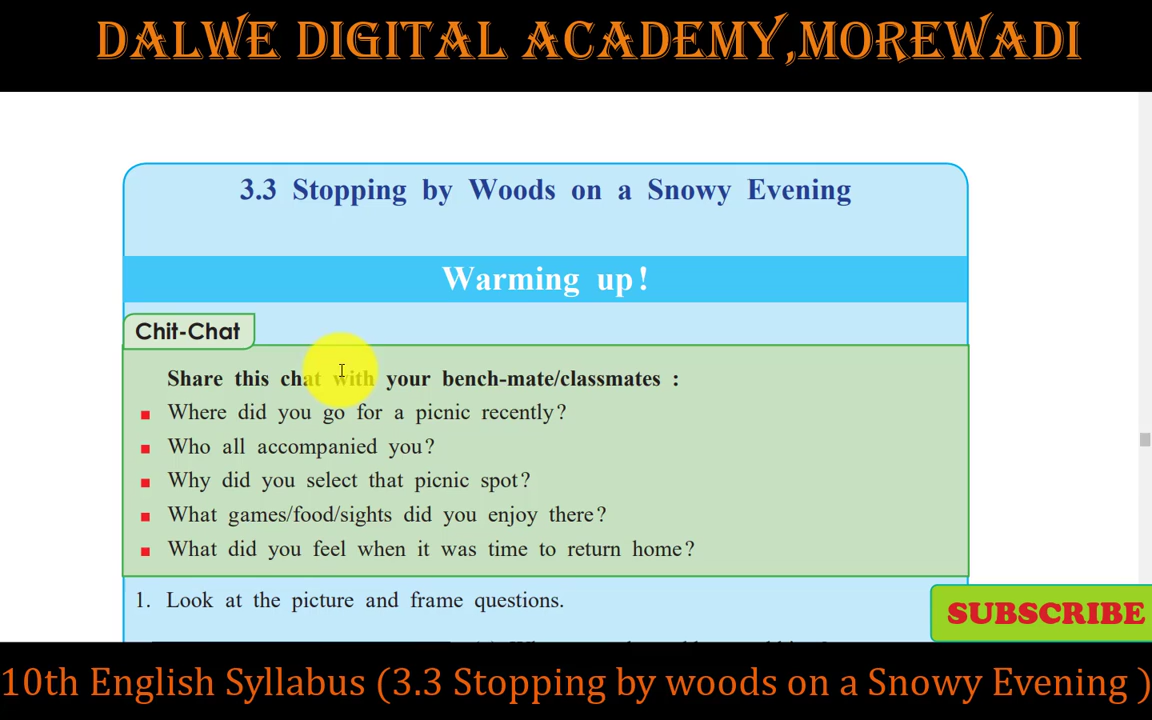 DALWE DIGITAL ACADEMY,MOREWADI
3.3 Stopping by Woods on a Snowy Evening
Warming up!
Chit-Chat
Share this chat with your bench-mate/classmates :
Where did you go for a picnic recently?
Who all accompanied you?
Why did you select that picnic spot?
What games/food/sights did you enjoy there?
What did you feel when it was time to return home?
1. Look at the picture and frame questions.
SUBSCRIBE
10th English Syllabus (3.3 Stopping by woods on a Snowy Evening )